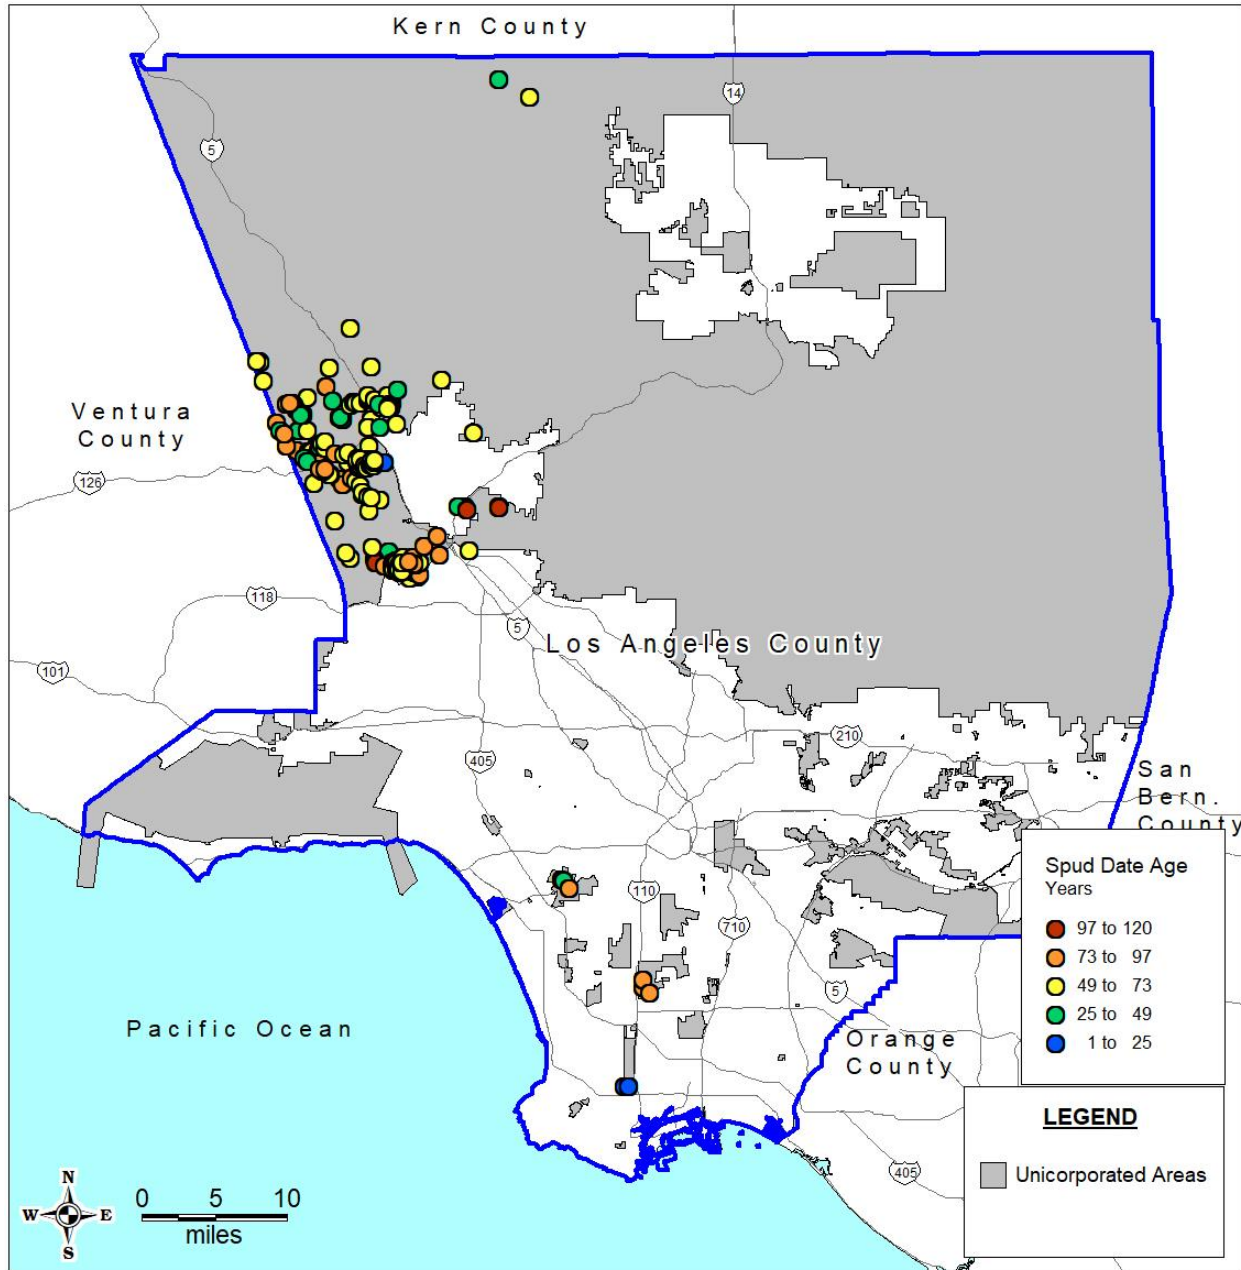 Kern County
14
5
Ventura
County
126
118
5
Los Angeles County
101
210
405
San
Bern.
County
Spud Date Age
Years
97 to 120
73 to 97
49 to 73
25 to 49
1 to 25
110
710
5
Pacific Ocean
Orange
County
LEGEND
Unicorporated Areas
405
N
W E
S
0 5 10
miles